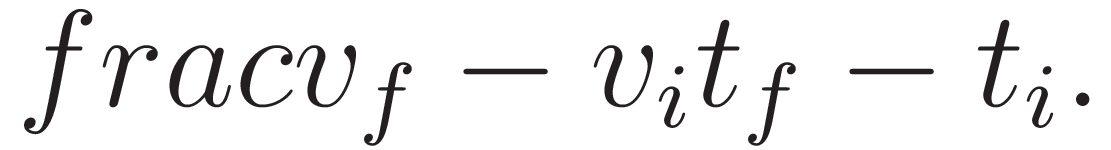 fracv_f − v_it_f − t_i.